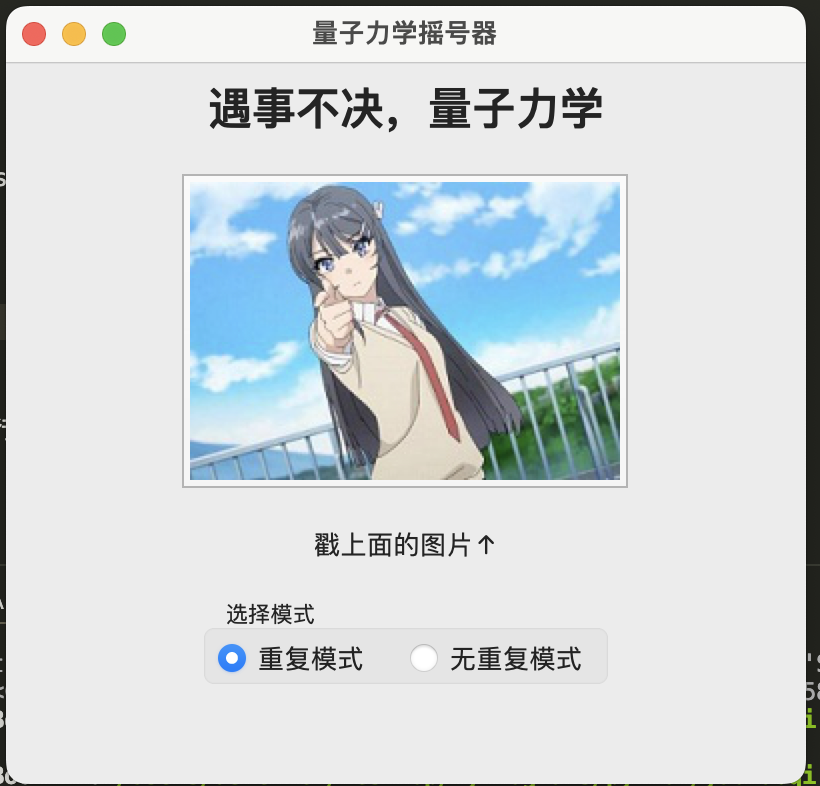 量子力学摇号器
遇事不决，量子力学
戳上面的图片↑
选择模式
重复模式
无重复模式